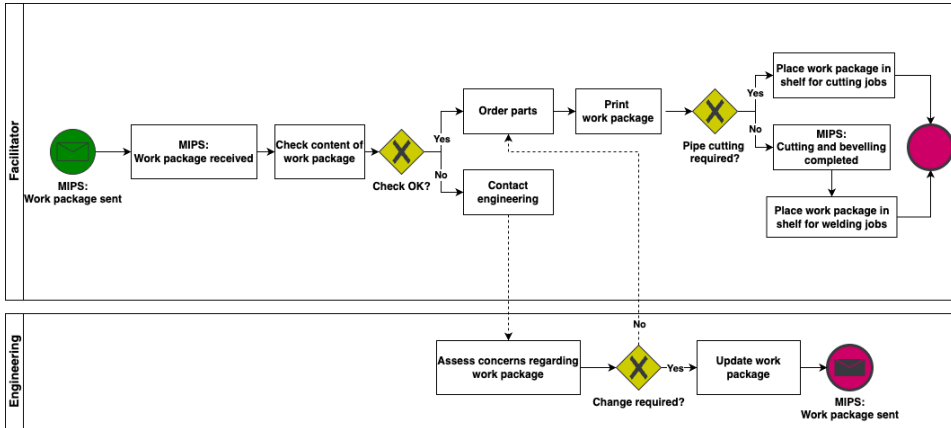 Facilitator
MIPS:
Work package sent
MIPS:
Work package received
Check content of
work package
Check OK?
Yes
No
Order parts
Contact
engineering
Print
work package
Pipe cutting
required?
Yes
No
Place work package in
shelf for cutting jobs
MIPS:
Cutting and bevelling
completed
Place work package in
shelf for welding jobs
Engineering
Assess concerns regarding
work package
No
Change required?
Yes
Update work
package
MIPS:
Work package sent